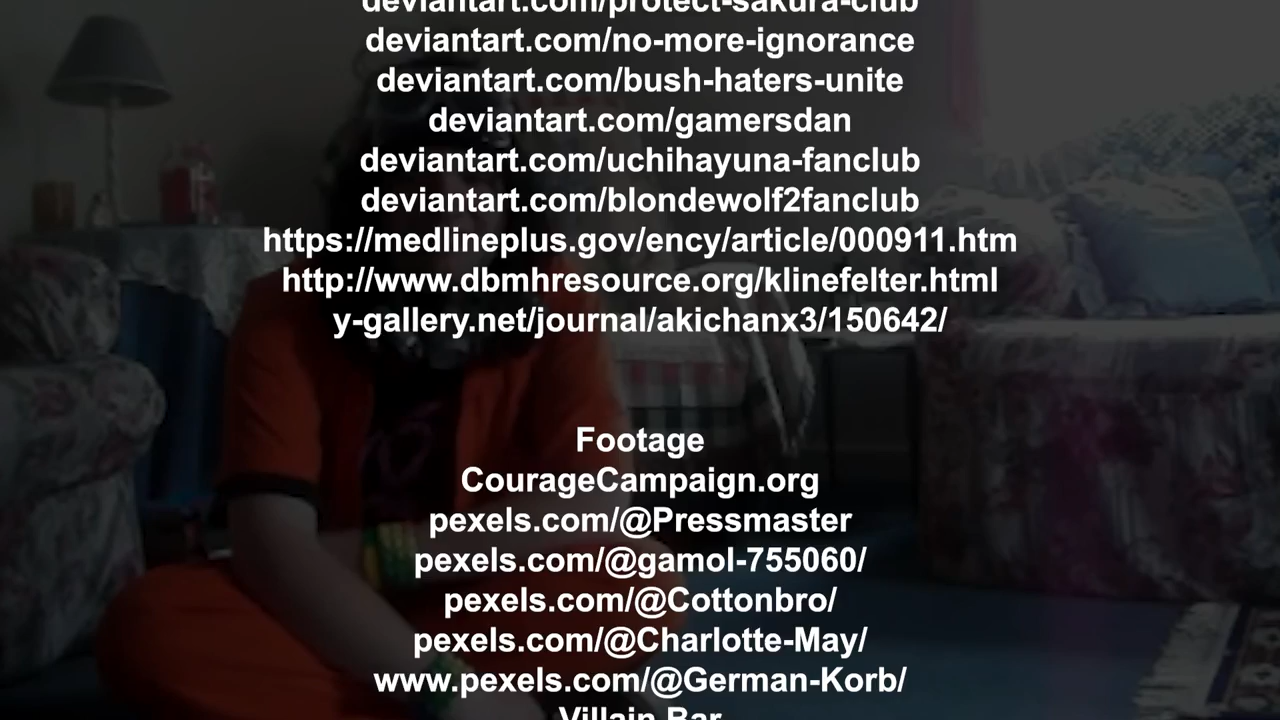 deviantart.com/protect-sakura-club
deviantart.com/no-more-ignorance
deviantart.com/bush-haters-unite
deviantart.com/gamersdan
deviantart.com/uchihayuna-fanclub
deviantart.com/blondewolf2fanclub
https://medlineplus.gov/ency/article/000911.htm
http://www.dbmhresource.org/klinefelter.html
y-gallery.net/journal/akichanx3/150642/
Footage
CourageCampaign.org
pexels.com/@Pressmaster
pexels.com/@gamol-755060/
pexels.com/@Cottonbro/
pexels.com/@Charlotte-May/
www.pexels.com/@German-Korb/
Villain Bar